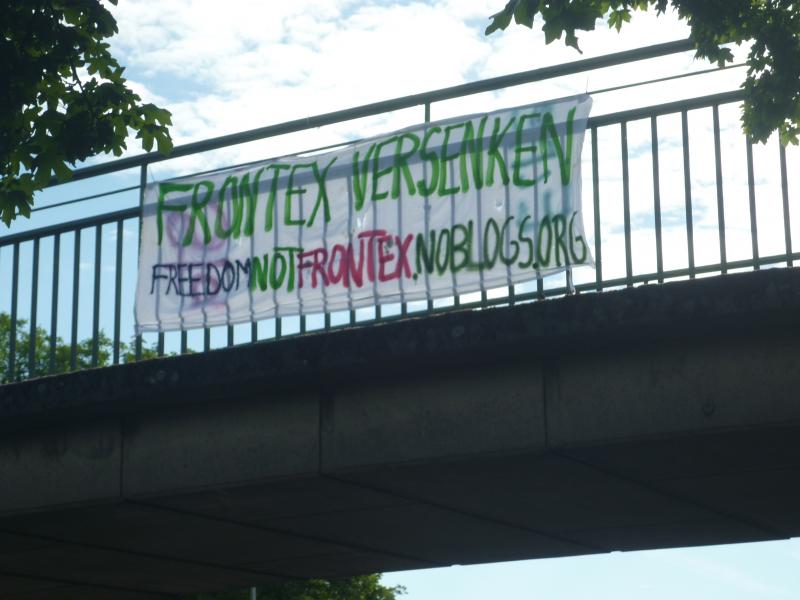 FRONTEX VERSENKEN
FREEDOMNOTFRONTEX.NOBLOGS.ORG